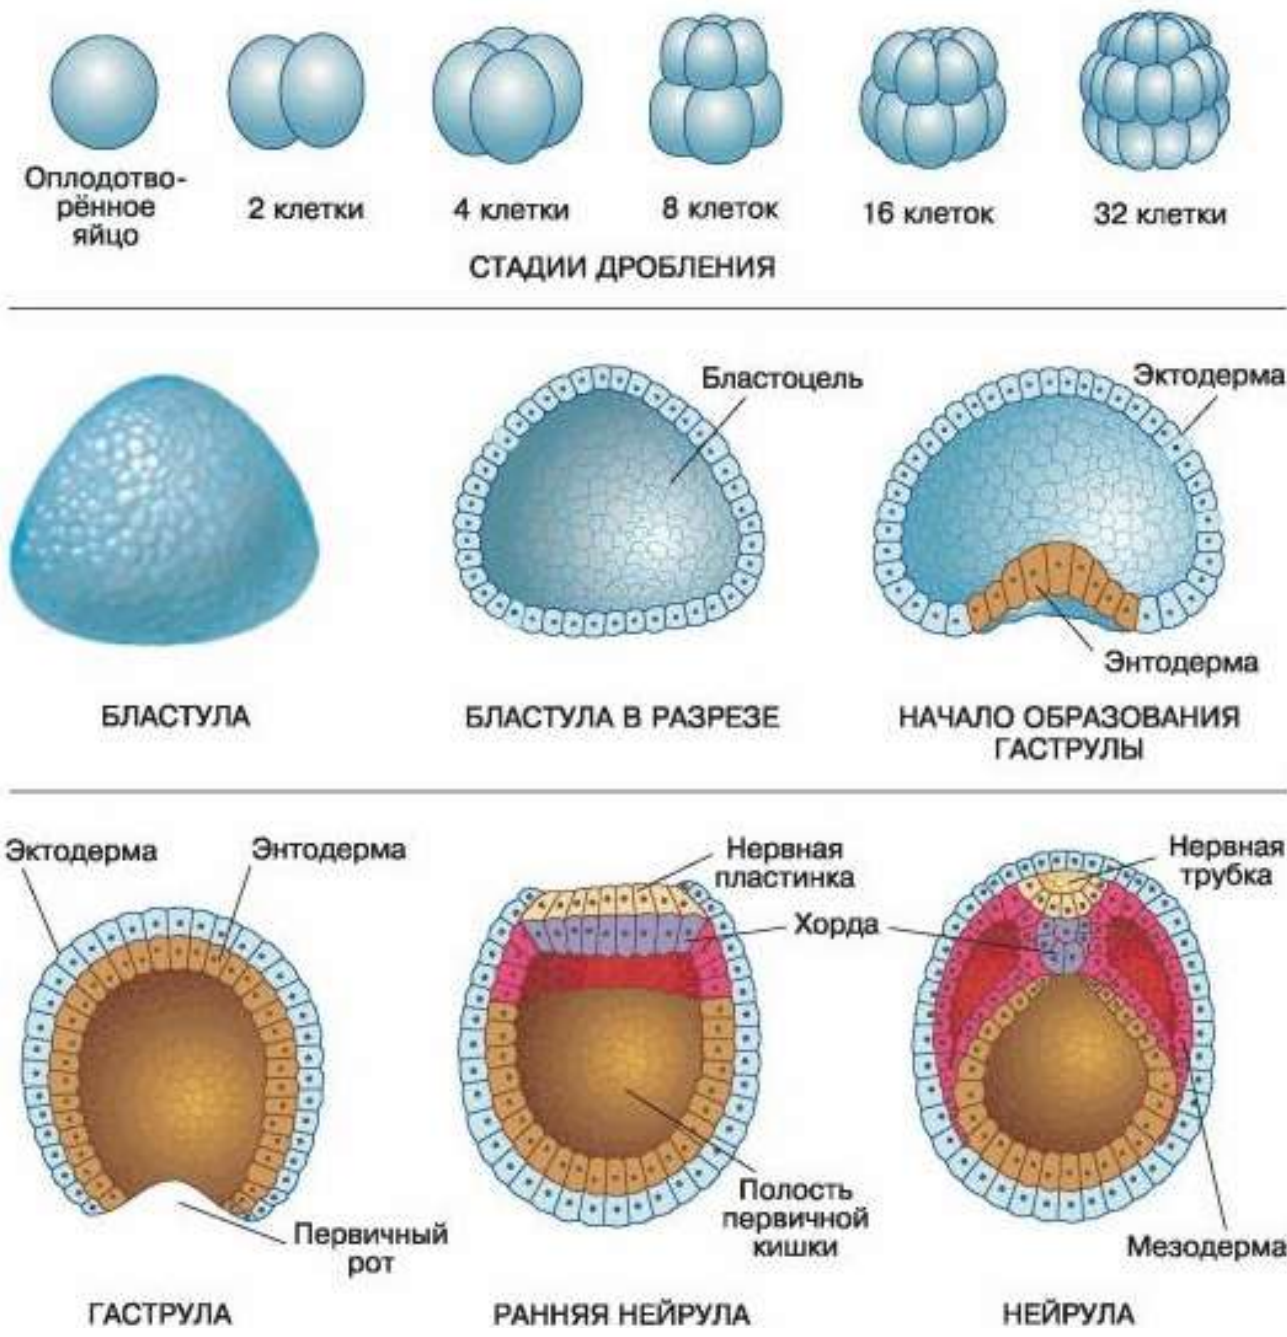 Оплодотво-
рённое
яйцо
2 клетки
4 клетки
8 клеток
16 клеток
32 клетки
СТАДИИ ДРОБЛЕНИЯ
Бластоцель
Эктодерма
Энтодерма
БЛАСТУЛА
БЛАСТУЛА В РАЗРЕЗЕ
НАЧАЛО ОБРАЗОВАНИЯ
ГАСТРУЛЫ
Эктодерма
Энтодерма
Нервная
пластинка
Хорда
Нервная
трубка
Первичный
рот
Полость
первичной
кишки
Мезодерма
ГАСТРУЛА
РАННЯЯ НЕЙРУЛА
НЕЙРУЛА